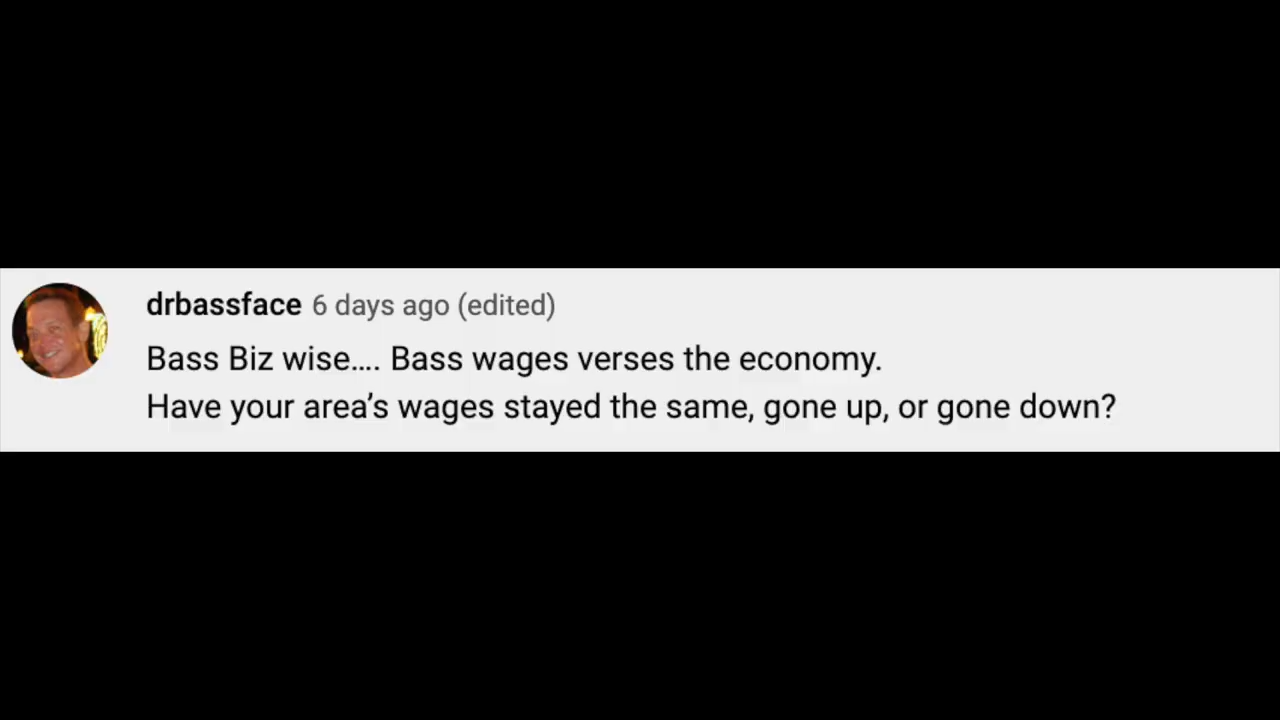 drbassface 6 days ago (edited)
Bass Biz wise.... Bass wages verses the economy.
Have your area’s wages stayed the same, gone up, or gone down?